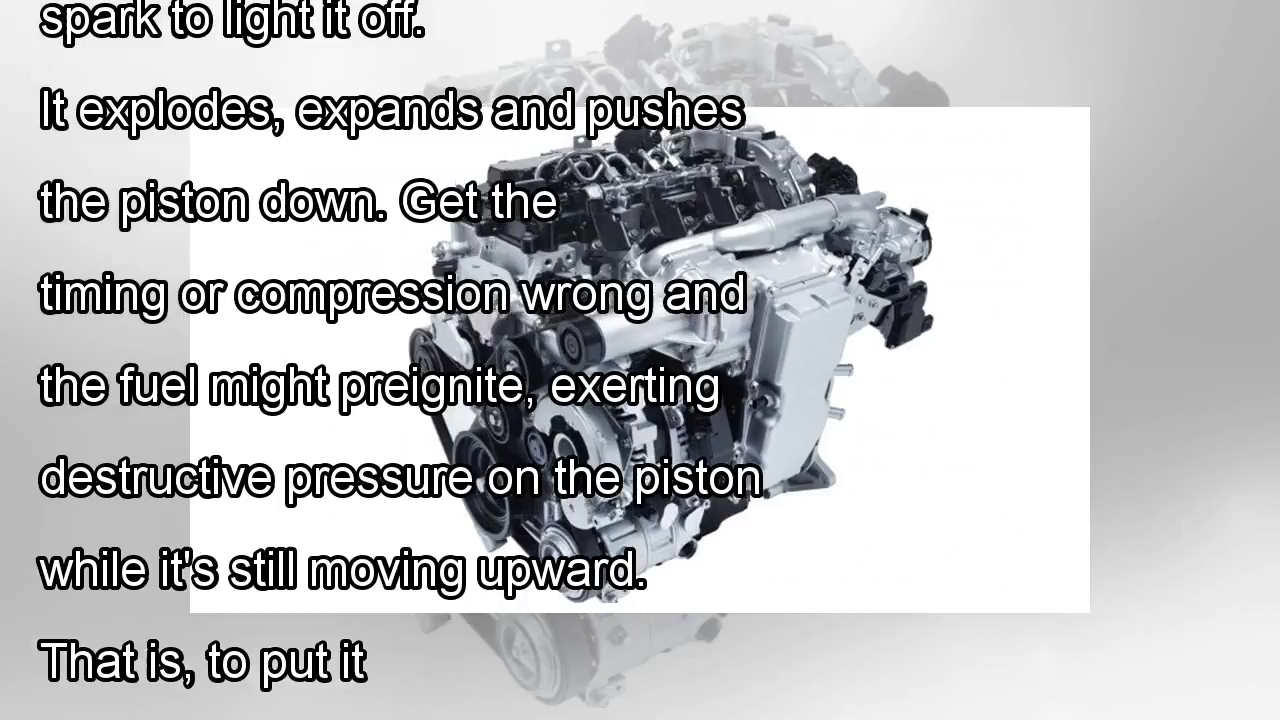 spark to light it off.
It explodes, expands and pushes
the piston down. Get the
timing or compression wrong and
the fuel might preignite, exerting
destructive pressure on the piston
while it's still moving upward.
That is, to put it